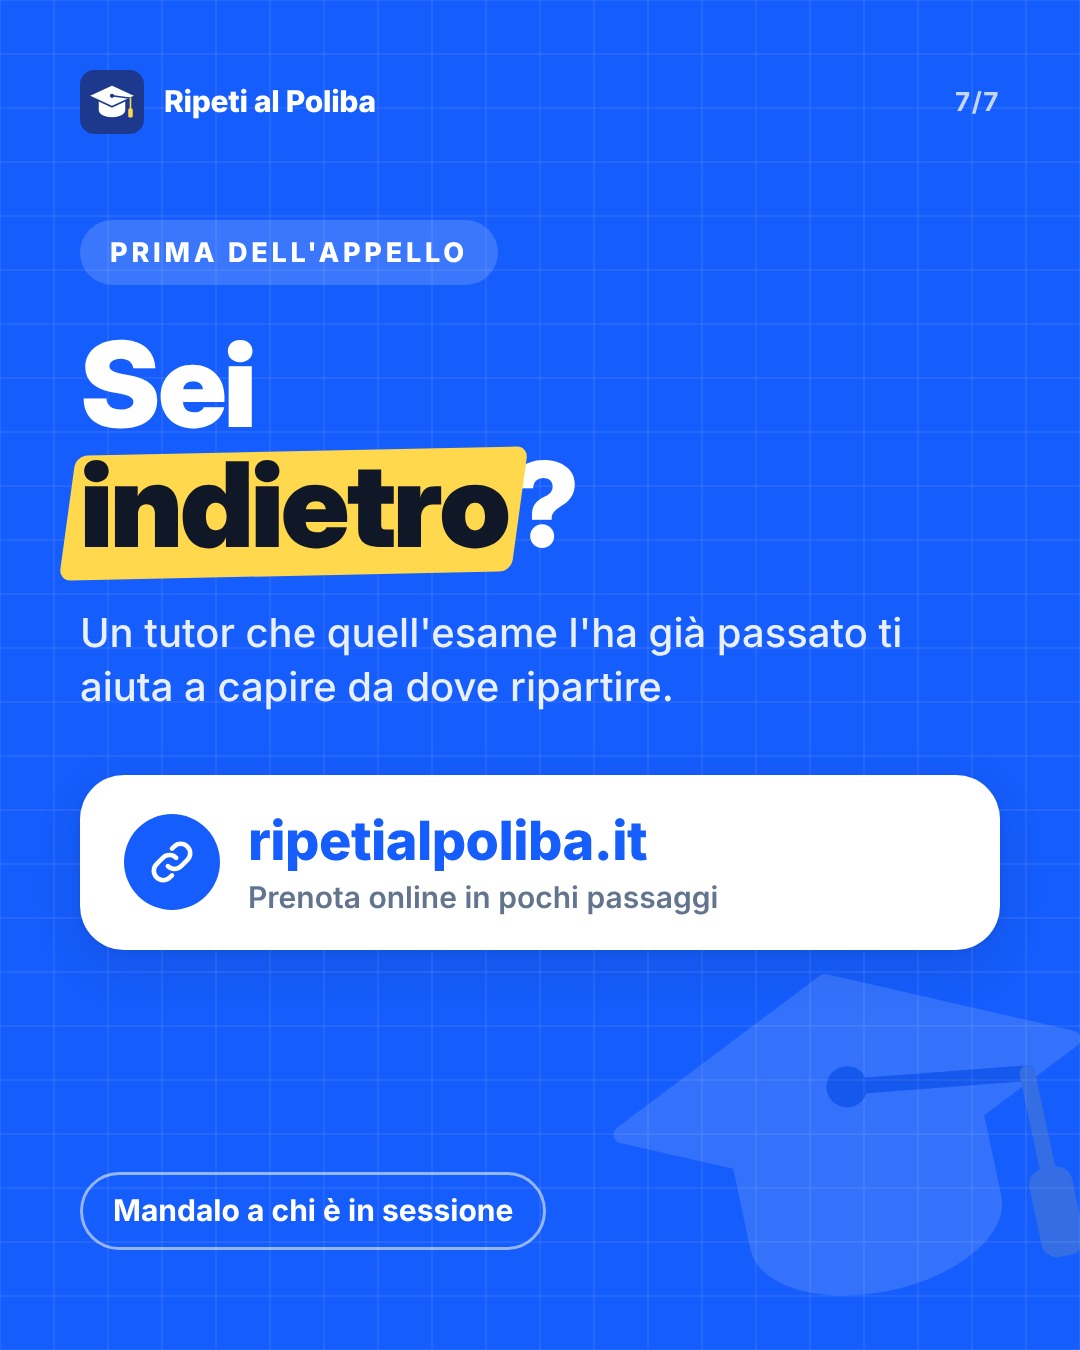 Ripeti al Poliba
7/7
PRIMA DELL'APPELLO
Sei
indietro?
Un tutor che quell'esame l'ha già passato ti
aiuta a capire da dove ripartire.
ripetialpoliba.it
Prenota online in pochi passaggi
Mandalo a chi è in sessione